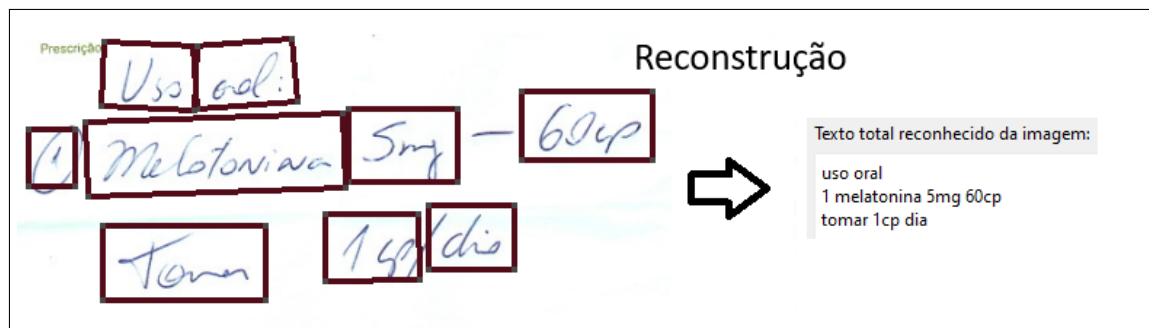 Prescrição
Uso oral:
① Melatonina 5mg — 60cp
Tomar 1cp/dia
Reconstrução
Texto total reconhecido da imagem:
uso oral
1 melatonina 5mg 60cp
tomar 1cp dia